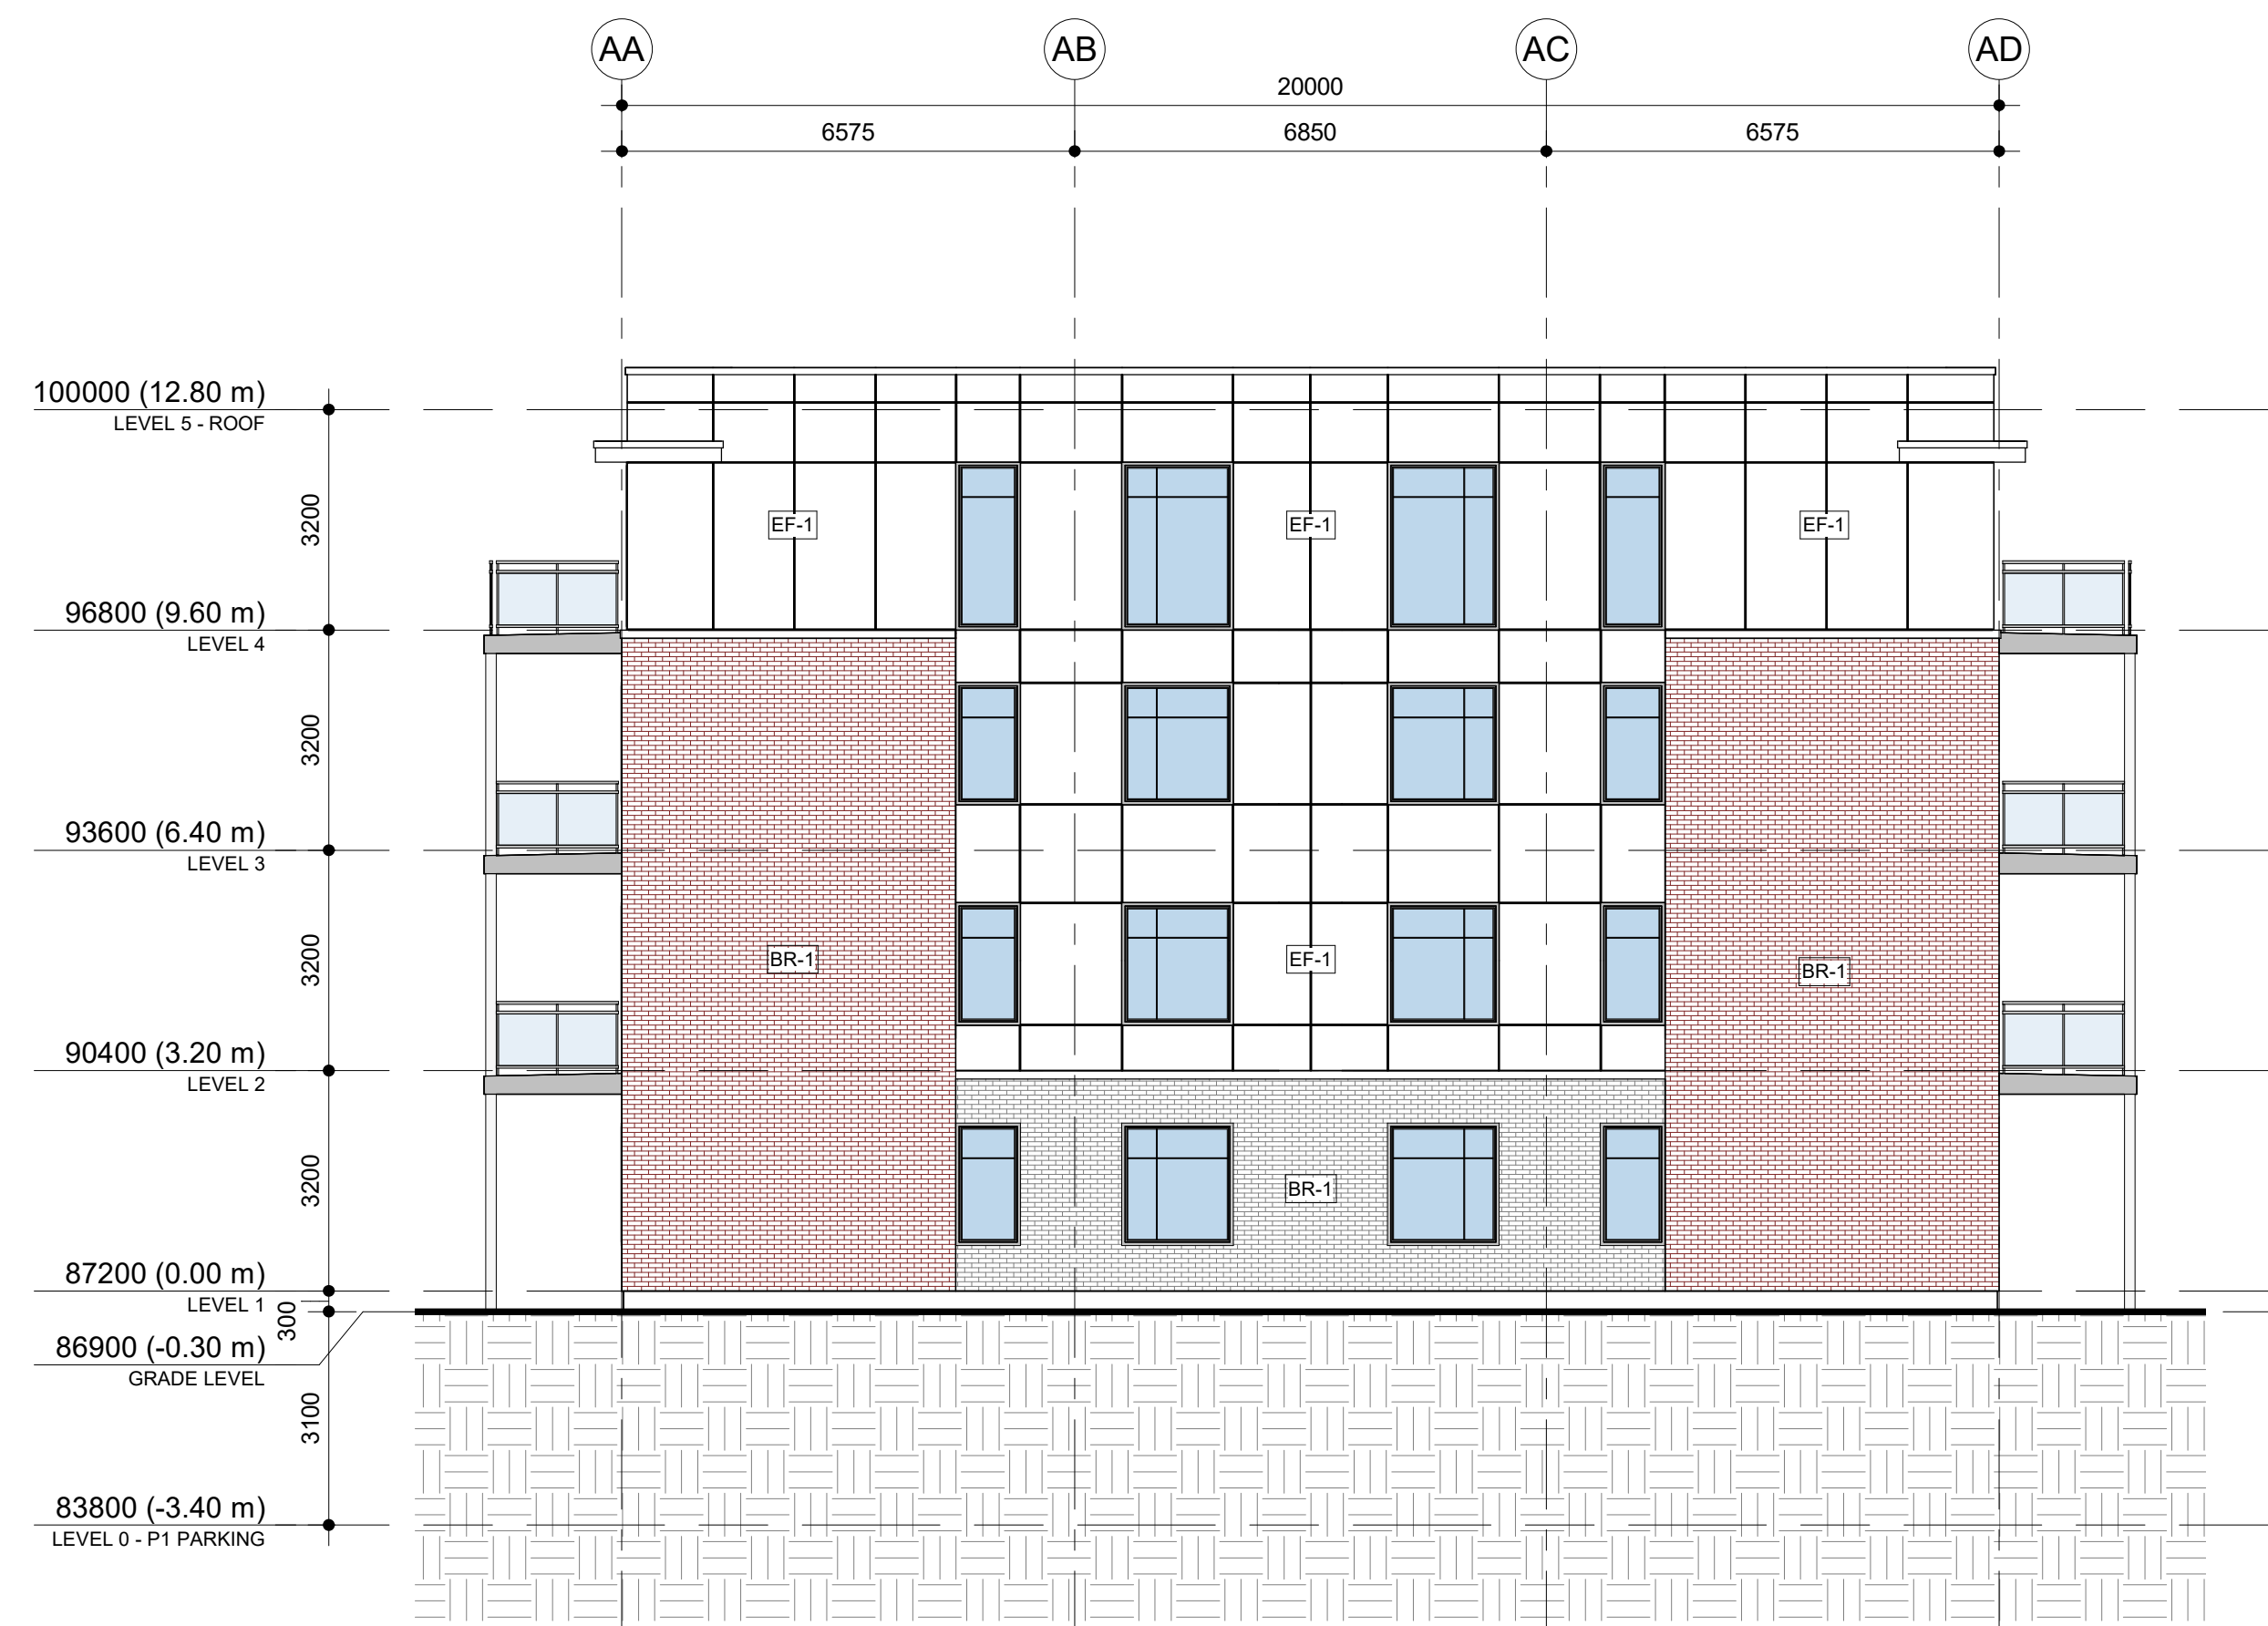 AA
AB
AC
AD
20000
6575
6850
6575
100000 (12.80 m)
LEVEL 5 - ROOF
3200
EF-1
EF-1
EF-1
96800 (9.60 m)
LEVEL 4
3200
93600 (6.40 m)
LEVEL 3
3200
BR-1
EF-1
BR-1
90400 (3.20 m)
LEVEL 2
3200
BR-1
87200 (0.00 m)
LEVEL 1
300
86900 (-0.30 m)
GRADE LEVEL
3100
83800 (-3.40 m)
LEVEL 0 - P1 PARKING